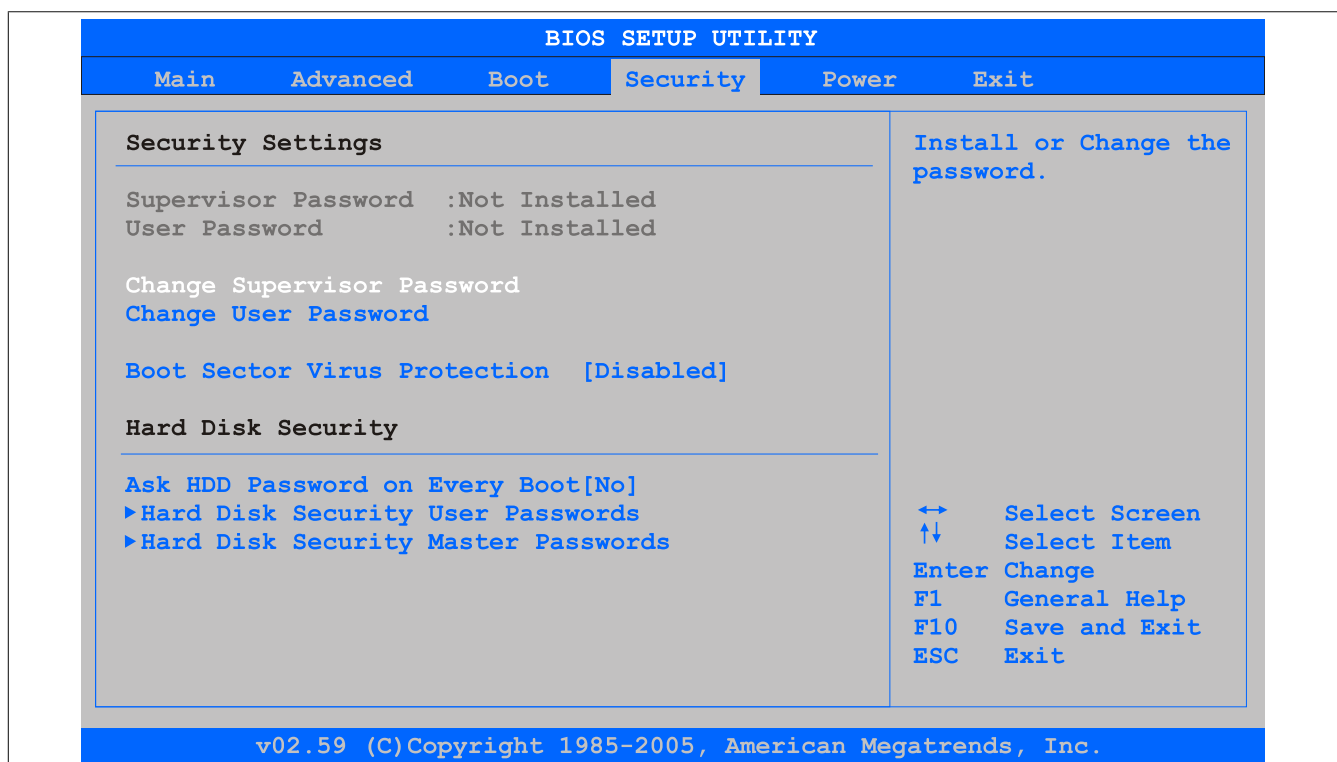 BIOS SETUP UTILITY
Main Advanced Boot Security Power Exit
Security Settings
Supervisor Password :Not Installed
User Password :Not Installed
Change Supervisor Password
Change User Password
Boot Sector Virus Protection [Disabled]
Hard Disk Security
Ask HDD Password on Every Boot[No]
▶Hard Disk Security User Passwords
▶Hard Disk Security Master Passwords
Install or Change the
password.
↔ Select Screen
↑↓ Select Item
Enter Change
F1 General Help
F10 Save and Exit
ESC Exit
v02.59 (C)Copyright 1985-2005, American Megatrends, Inc.